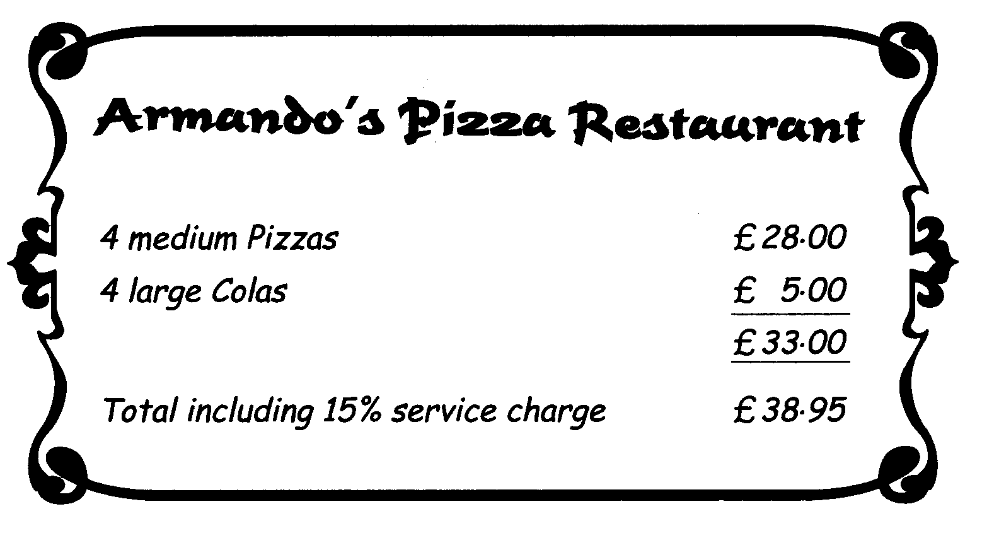 Armando's Pizza Restaurant
4 medium Pizzas £28·00
4 large Colas £ 5·00
£33·00
Total including 15% service charge £38·95